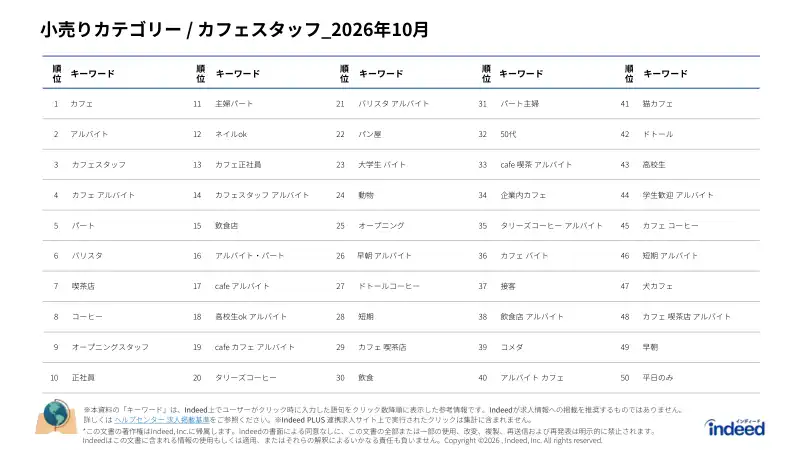 小売りカテゴリー / カフェスタッフ_2026年10月
順位 キーワード 順位 キーワード 順位 キーワード 順位 キーワード 順位 キーワード
1 カフェ 11 主婦パート 21 バリスタ アルバイト 31 パート主婦 41 猫カフェ
2 アルバイト 12 ネイルok 22 パン屋 32 50代 42 ドトール
3 カフェスタッフ 13 カフェ正社員 23 大学生 バイト 33 cafe 喫茶 アルバイト 43 高校生
4 カフェ アルバイト 14 カフェスタッフ アルバイト 24 動物 34 企業内カフェ 44 学生歓迎 アルバイト
5 パート 15 飲食店 25 オープニング 35 タリーズコーヒー アルバイト 45 カフェ コーヒー
6 バリスタ 16 アルバイト・パート 26 早朝 アルバイト 36 カフェ バイト 46 短期 アルバイト
7 喫茶店 17 cafe アルバイト 27 ドトールコーヒー 37 接客 47 犬カフェ
8 コーヒー 18 高校生ok アルバイト 28 短期 38 飲食店 アルバイト 48 カフェ 喫茶店 アルバイト
9 オープニングスタッフ 19 cafe カフェ アルバイト 29 カフェ 喫茶店 39 コメダ 49 早朝
10 正社員 20 タリーズコーヒー 30 飲食 40 アルバイト カフェ 50 平日のみ
※本資料の「キーワード」は、Indeed上でユーザーがクリック時に入力した語句をクリック数降順に表示した参考情報です。Indeedが求人情報への掲載を推奨するものではありません。
詳しくは ヘルプセンター 求人掲載基準をご参照ください。※Indeed PLUS 連携求人サイト上で実行されたクリックは集計に含まれません。
*この文書の著作権はIndeed, Inc.に帰属します。Indeedの書面による同意なしに、この文書の全部または一部の使用、改変、複製、再送信および再発表は明示的に禁止されます。
Indeedはこの文書に含まれる情報の使用もしくは適用、またはそれらの解釈によるいかなる責任も負いません。Copyright ©2026 , Indeed, Inc. All rights reserved.
インディード
indeed